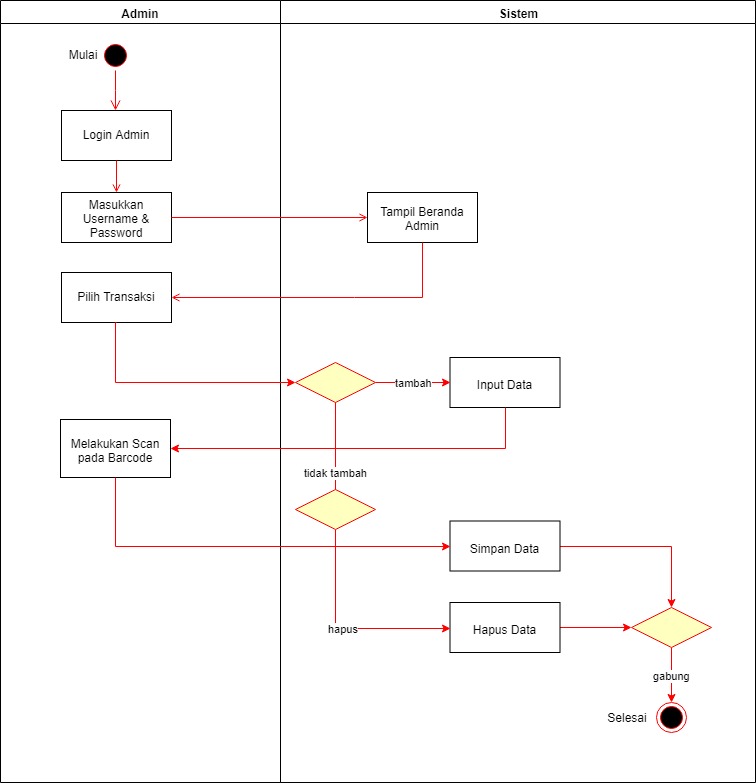 Admin
Sistem
Mulai
Login Admin
Masukkan
Username &
Password
Tampil Beranda
Admin
Pilih Transaksi
tambah
Input Data
Melakukan Scan
pada Barcode
tidak tambah
Simpan Data
hapus
Hapus Data
gabung
Selesai